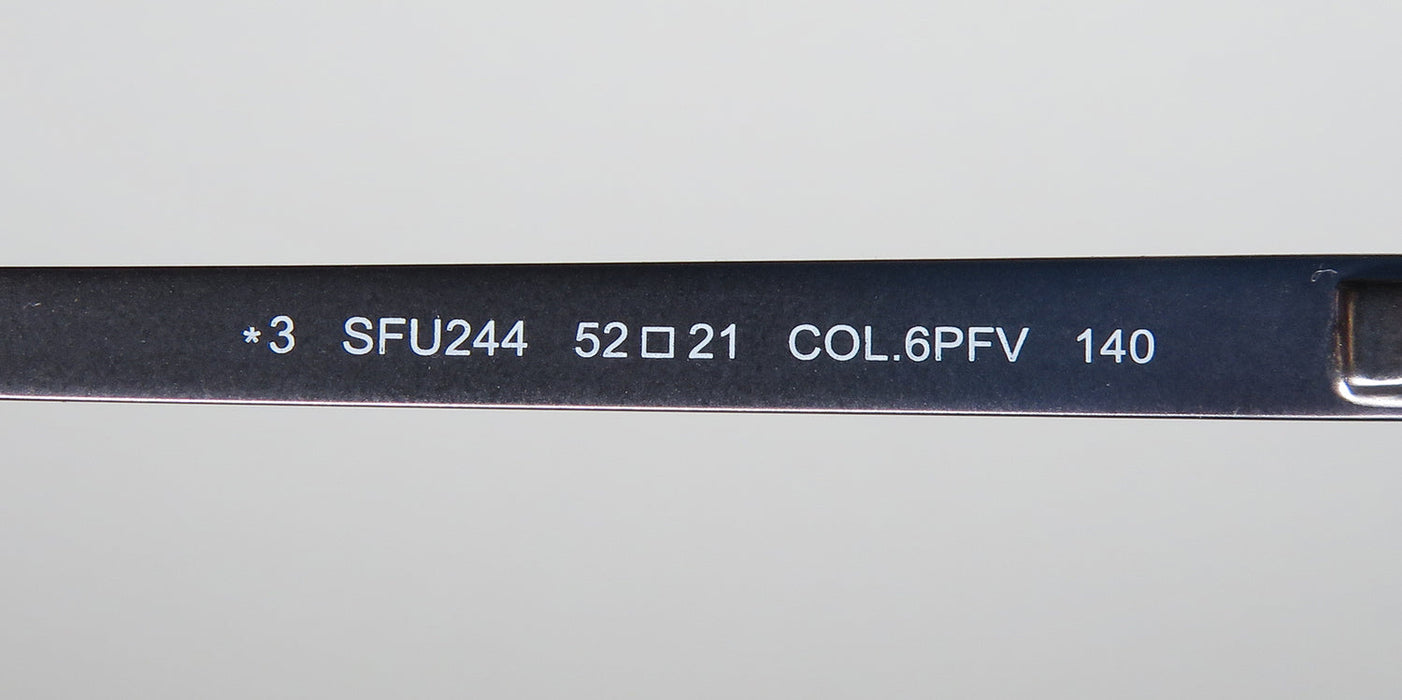 *3 SFU244 52□21 COL.6PFV 140